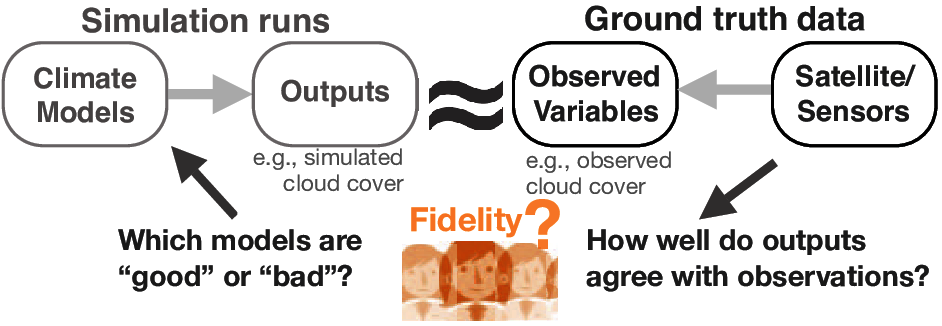 Simulation runs
Ground truth data
Climate
Models
Outputs
Observed
Variables
Satellite/
Sensors
e.g., simulated
cloud cover
e.g., observed
cloud cover
Fidelity?
Which models are
“good” or “bad”?
How well do outputs
agree with observations?